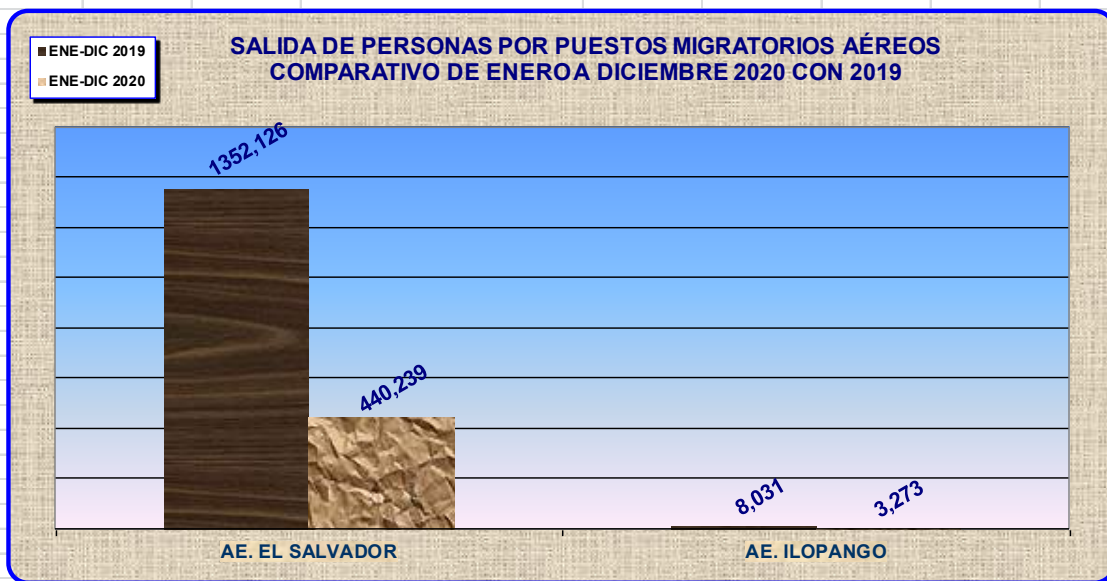 ENE-DIC 2019
ENE-DIC 2020
SALIDA DE PERSONAS POR PUESTOS MIGRATORIOS AÉREOS
COMPARATIVO DE ENERO A DICIEMBRE 2020 CON 2019
1352,126
440,239
8,031
3,273
AE. EL SALVADOR
AE. ILOPANGO